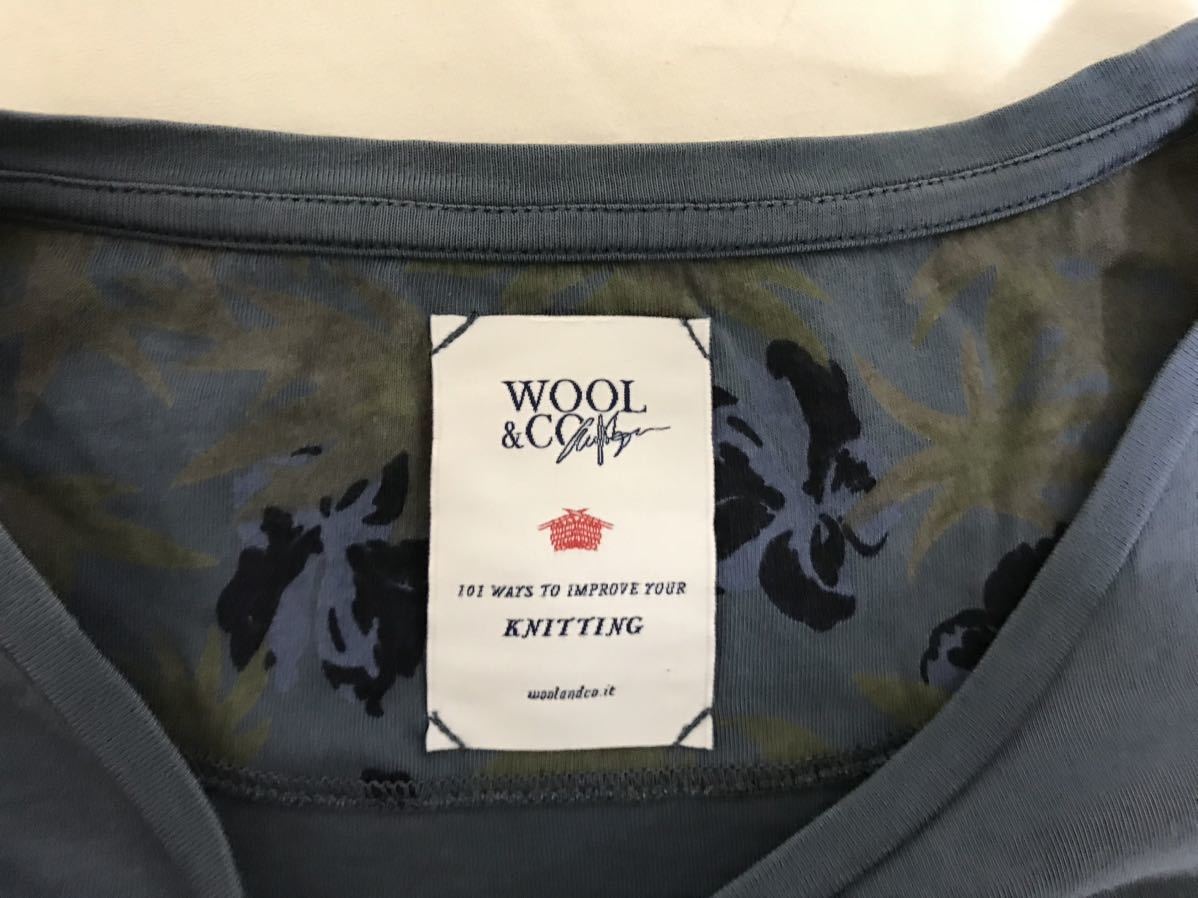 WOOL
&CO
101 WAYS TO IMPROVE YOUR
KNITTING
woolandco.it